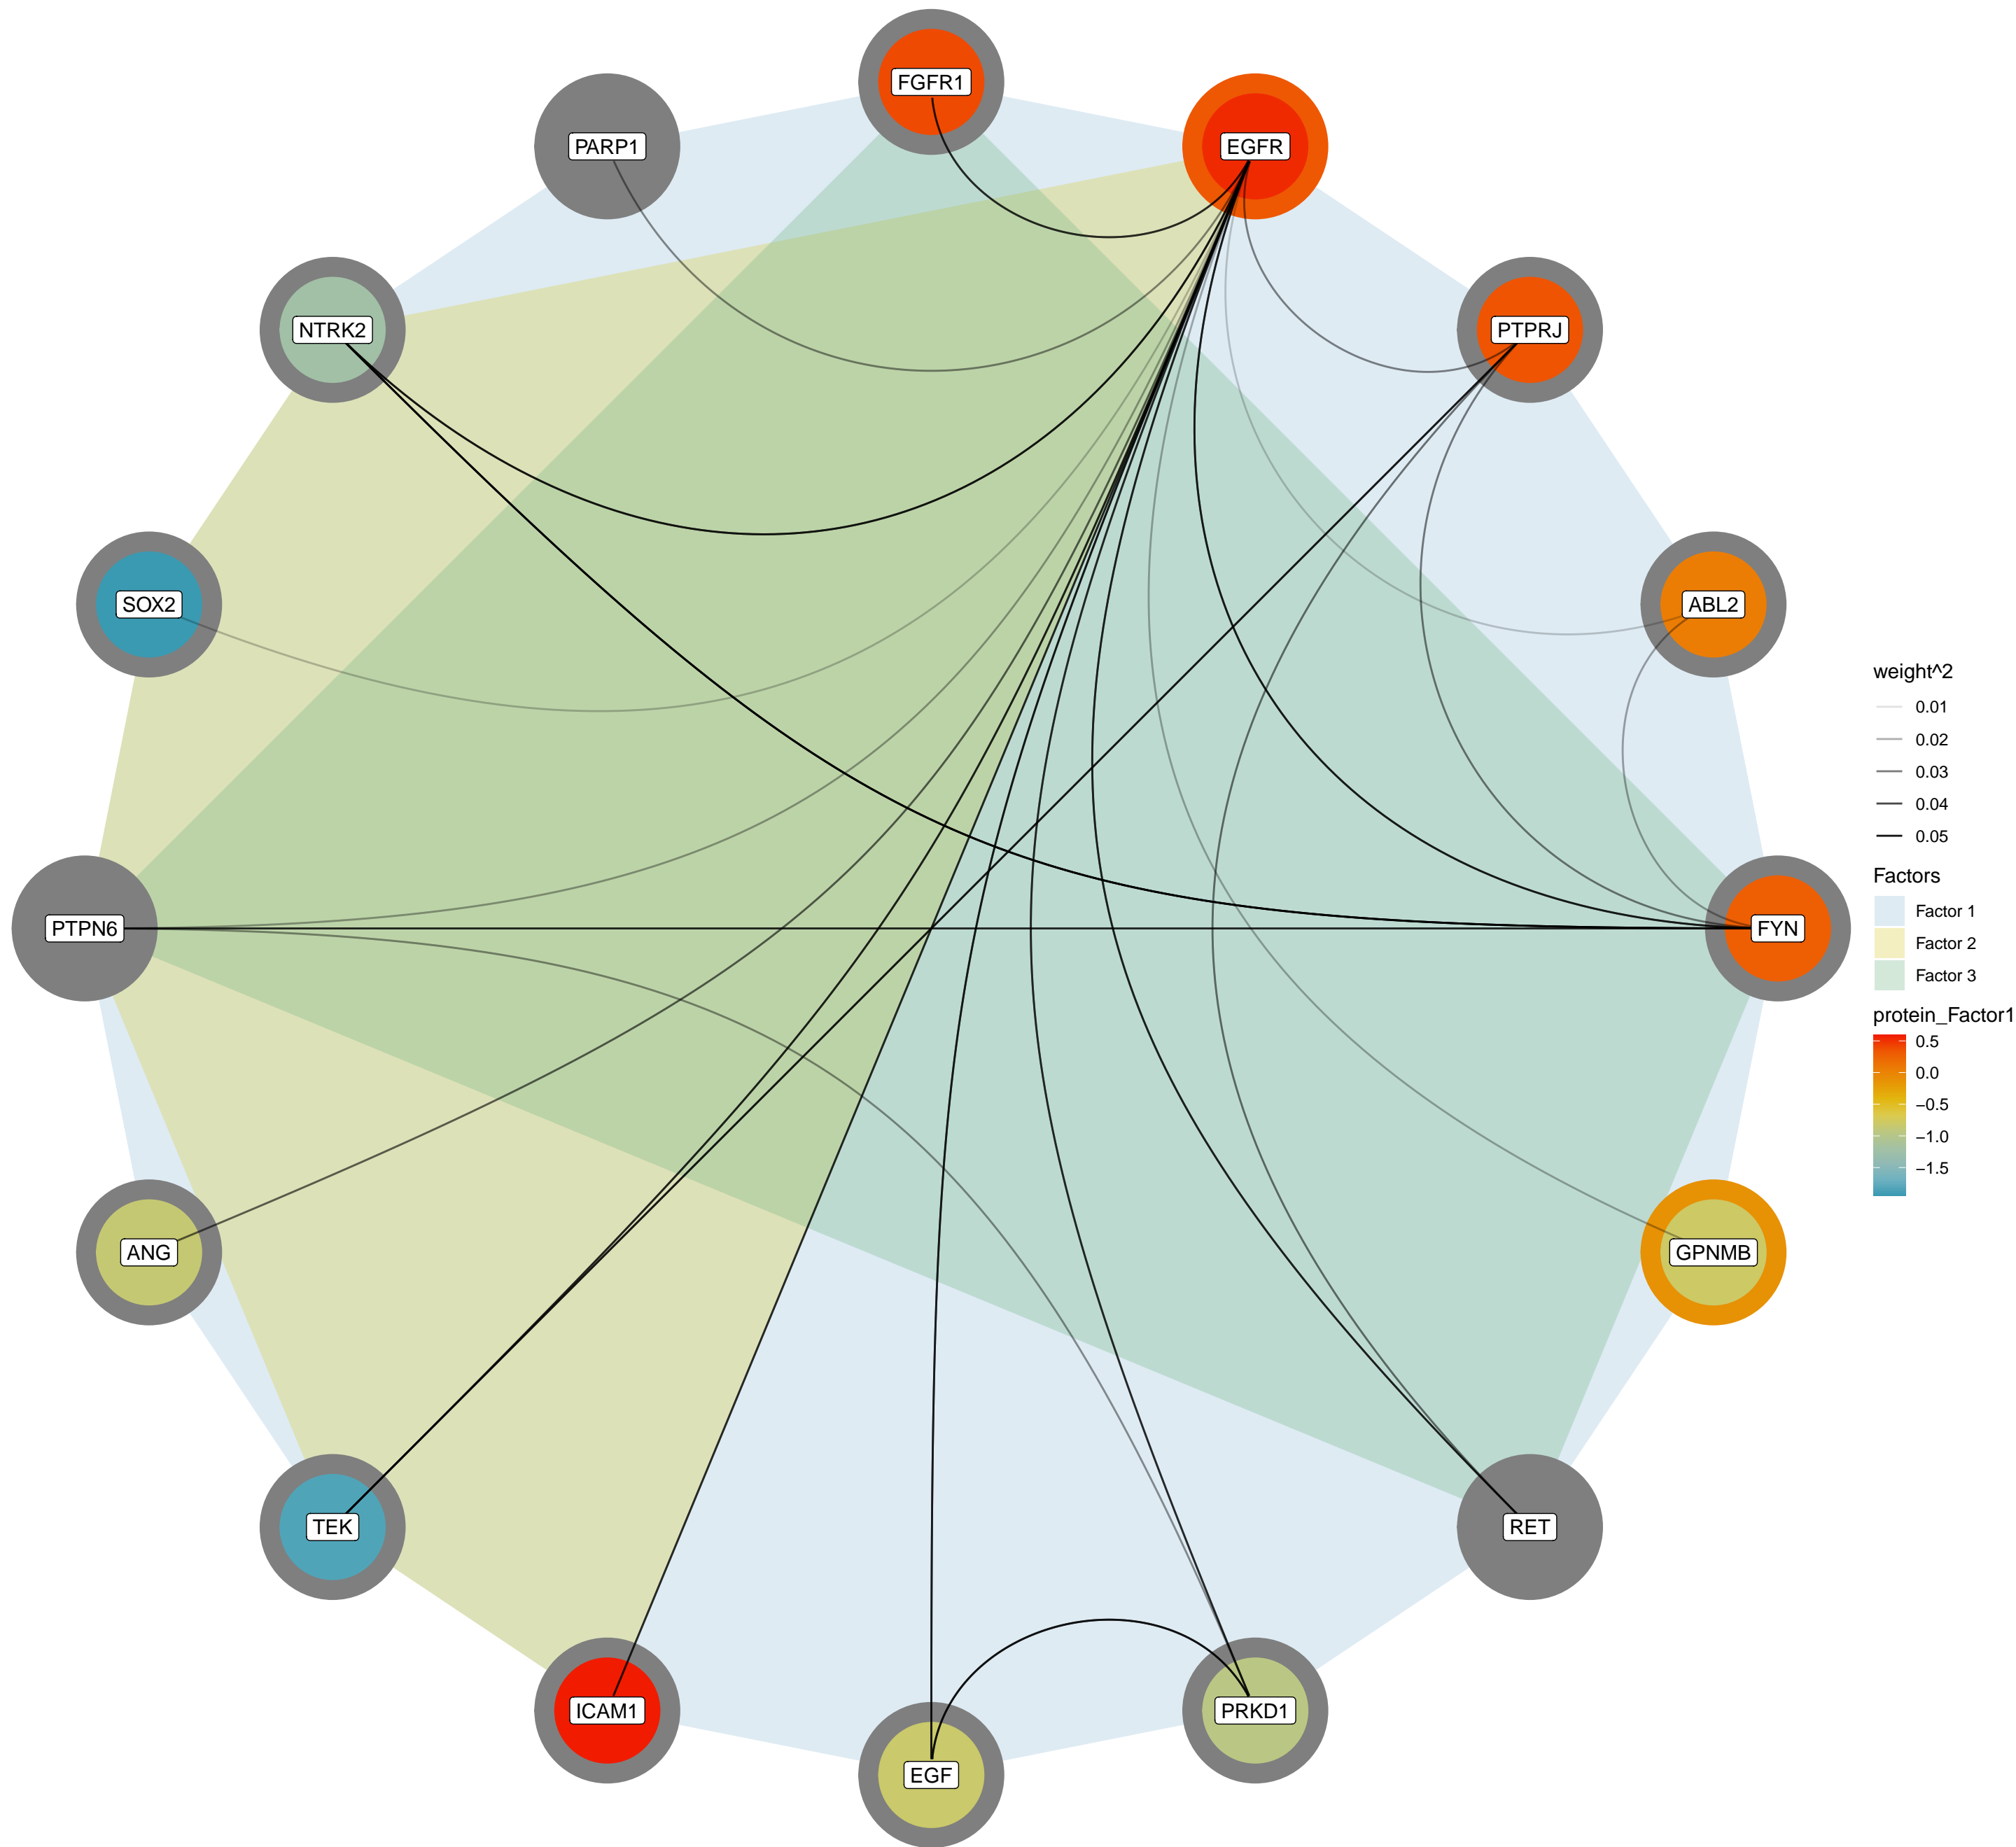 FGFR1
PARP1
EGFR
NTRK2
PTPRJ
SOX2
ABL2
PTPN6
FYN
ANG
GPNMB
TEK
RET
ICAM1
PRKD1
EGF
weight^2
0.01
0.02
0.03
0.04
0.05
Factors
Factor 1
Factor 2
Factor 3
protein_Factor1
0.5
0.0
−0.5
−1.0
−1.5